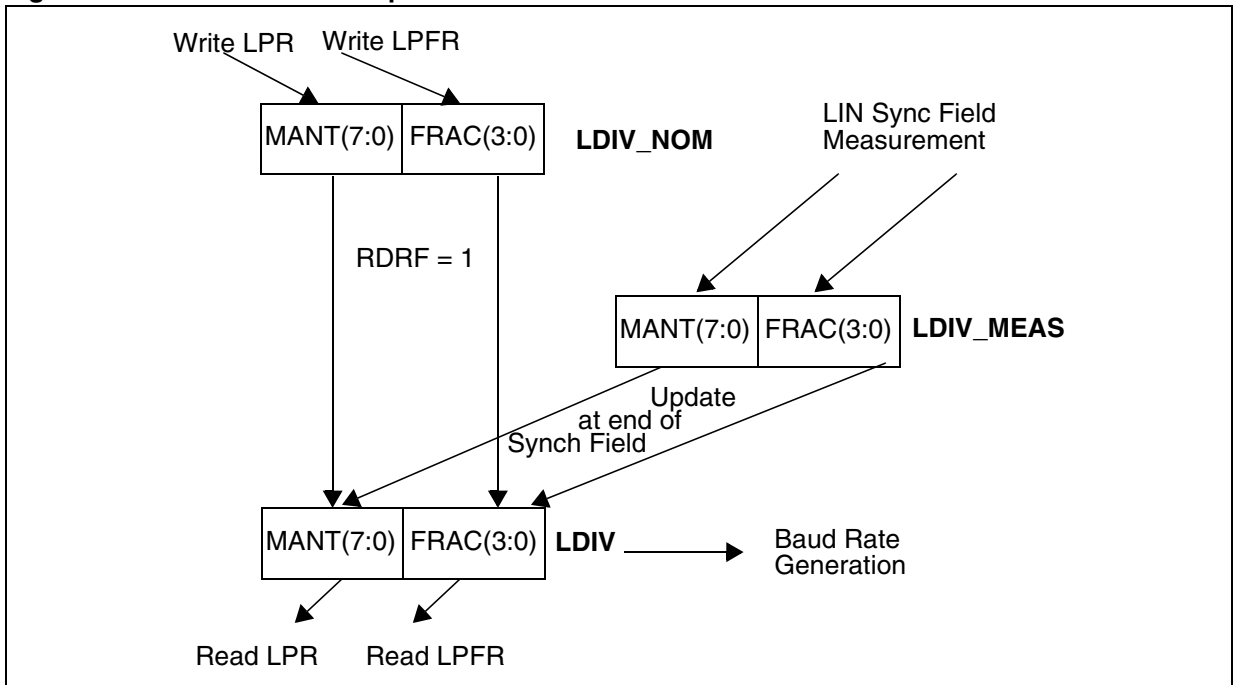 Write LPR
Write LPFR
MANT(7:0)
FRAC(3:0)
LDIV_NOM
LIN Sync Field
Measurement
RDRF = 1
MANT(7:0)
FRAC(3:0)
LDIV_MEAS
Update
at end of
Synch Field
MANT(7:0)
FRAC(3:0)
LDIV
Baud Rate
Generation
Read LPR
Read LPFR